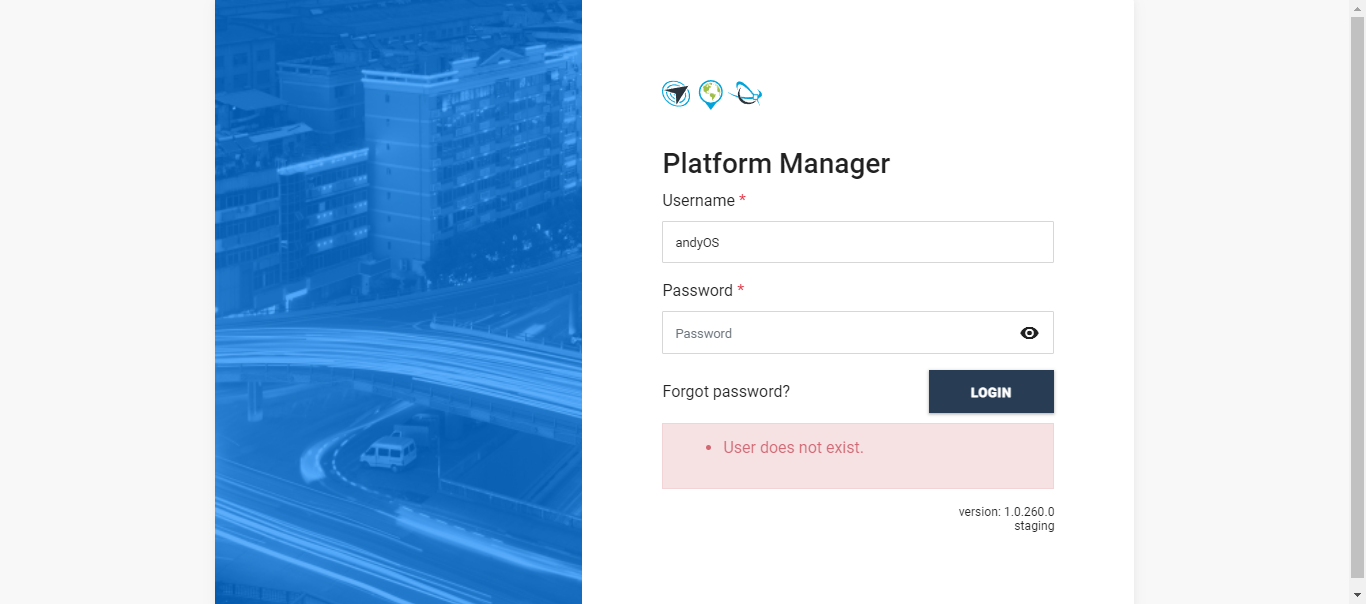 Platform Manager
Username *
andyOS
Password *
Password
Forgot password?
LOGIN
• User does not exist.
version: 1.0.260.0
staging